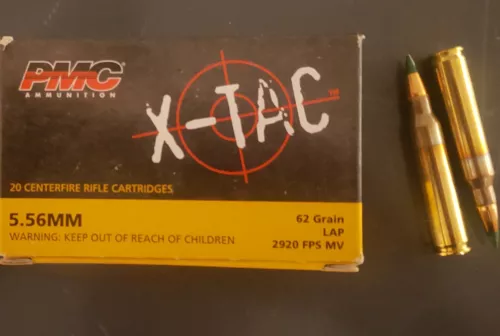 PMC
AMMUNITION
X-TAC
20 CENTERFIRE RIFLE CARTRIDGES
5.56MM
WARNING: KEEP OUT OF REACH OF CHILDREN
62 Grain
LAP
2920 FPS MV